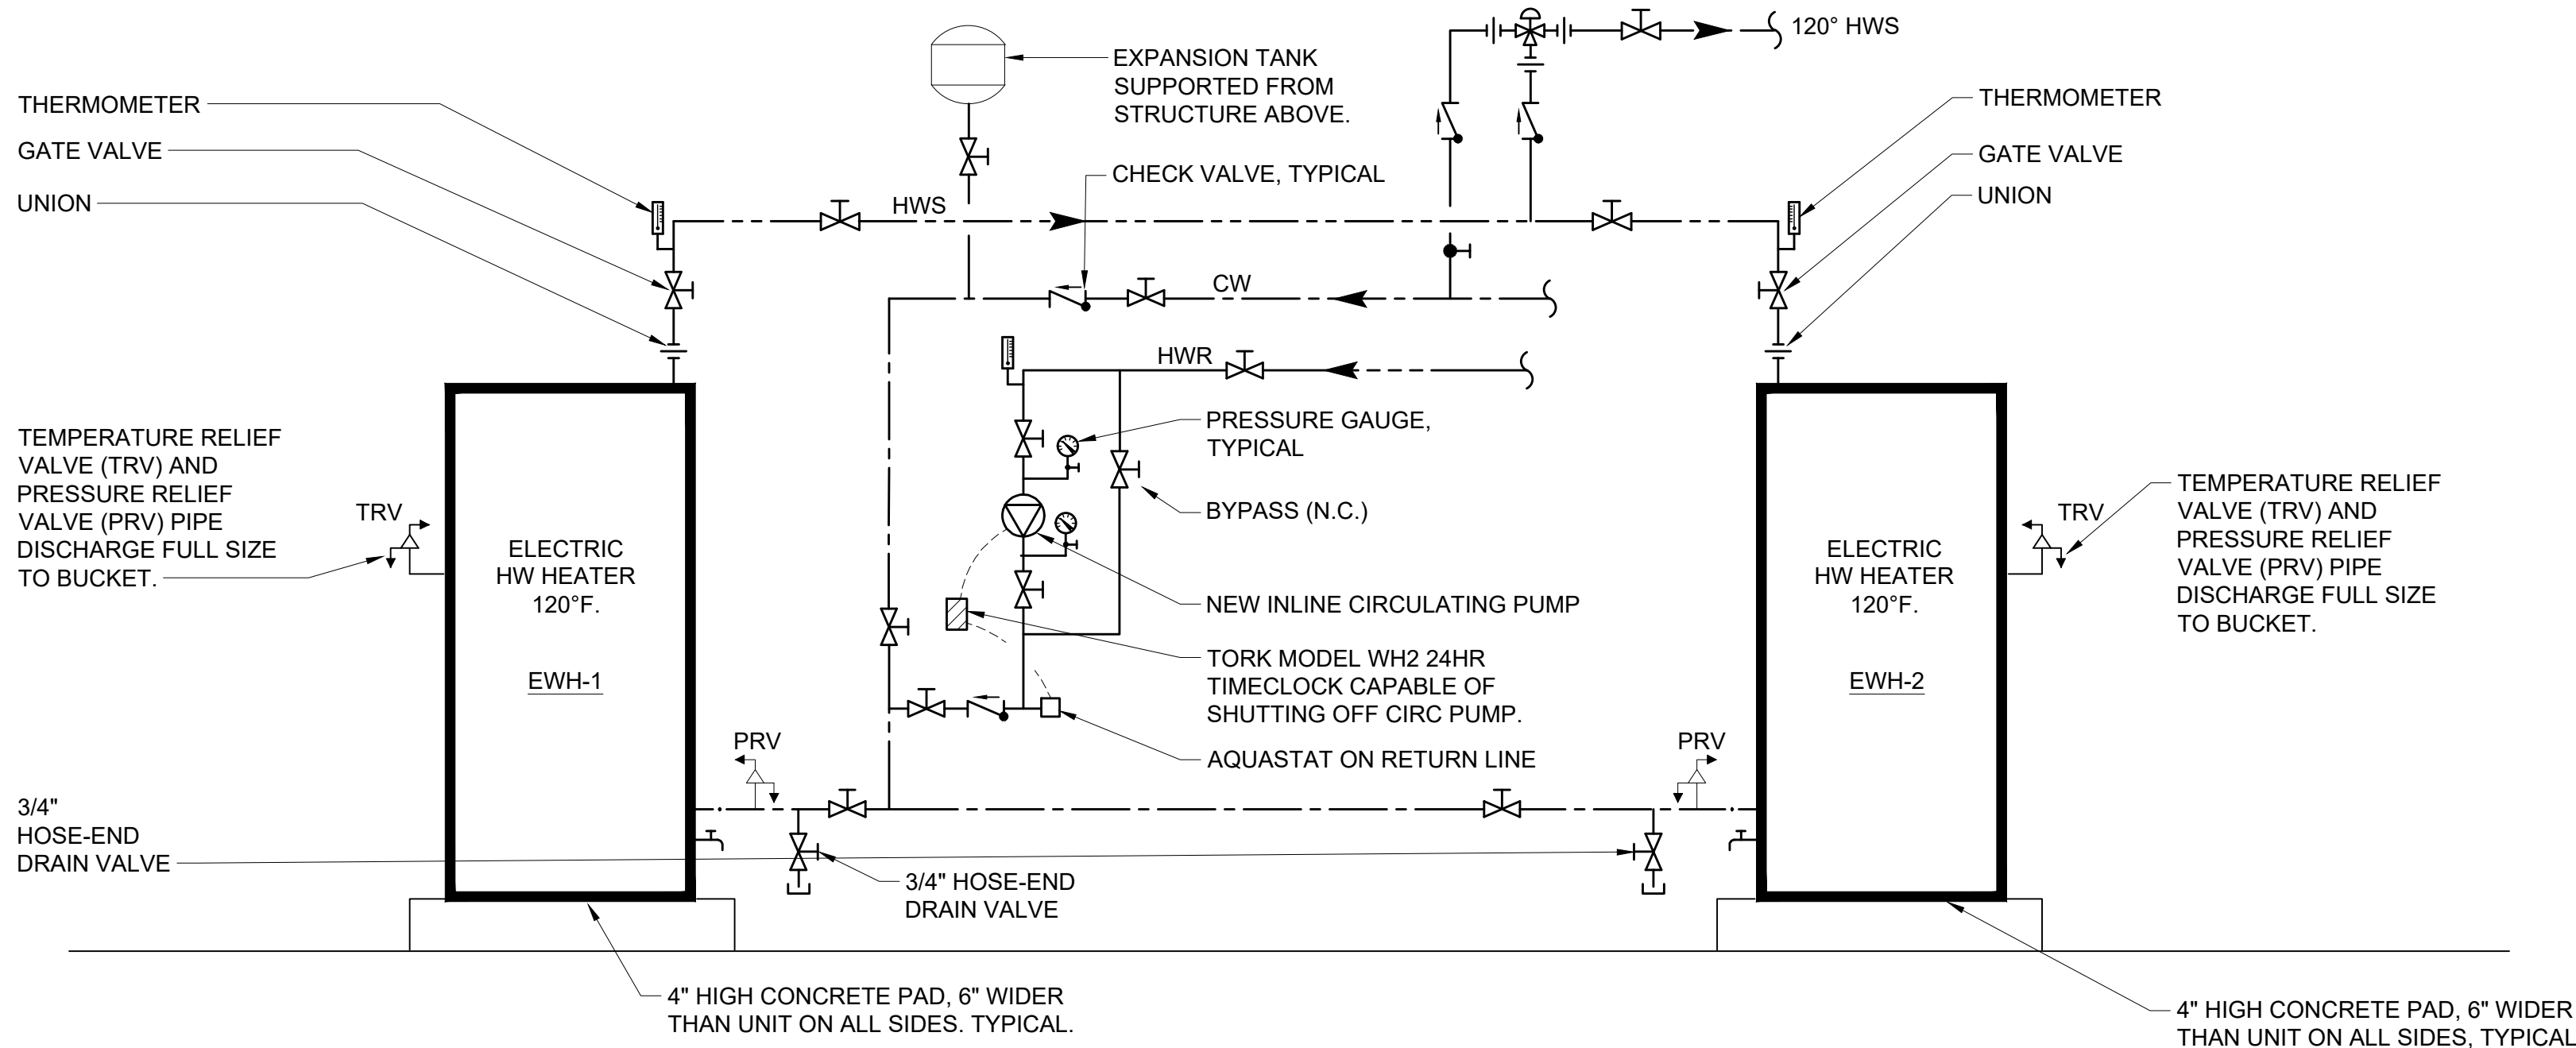 120° HWS
EXPANSION TANK
SUPPORTED FROM
STRUCTURE ABOVE.
THERMOMETER
GATE VALVE
UNION
CHECK VALVE, TYPICAL
HWS
THERMOMETER
GATE VALVE
UNION
CW
HWR
TEMPERATURE RELIEF
VALVE (TRV) AND
PRESSURE RELIEF
VALVE (PRV) PIPE
DISCHARGE FULL SIZE
TO BUCKET.
TRV
ELECTRIC
HW HEATER
120°F.
EWH-1
PRESSURE GAUGE,
TYPICAL
BYPASS (N.C.)
NEW INLINE CIRCULATING PUMP
TORK MODEL WH2 24HR
TIMECLOCK CAPABLE OF
SHUTTING OFF CIRC PUMP.
AQUASTAT ON RETURN LINE
ELECTRIC
HW HEATER
120°F.
EWH-2
TRV
TEMPERATURE RELIEF
VALVE (TRV) AND
PRESSURE RELIEF
VALVE (PRV) PIPE
DISCHARGE FULL SIZE
TO BUCKET.
PRV
PRV
3/4"
HOSE-END
DRAIN VALVE
3/4" HOSE-END
DRAIN VALVE
4" HIGH CONCRETE PAD, 6" WIDER
THAN UNIT ON ALL SIDES. TYPICAL.
4" HIGH CONCRETE PAD, 6" WIDER
THAN UNIT ON ALL SIDES, TYPICAL